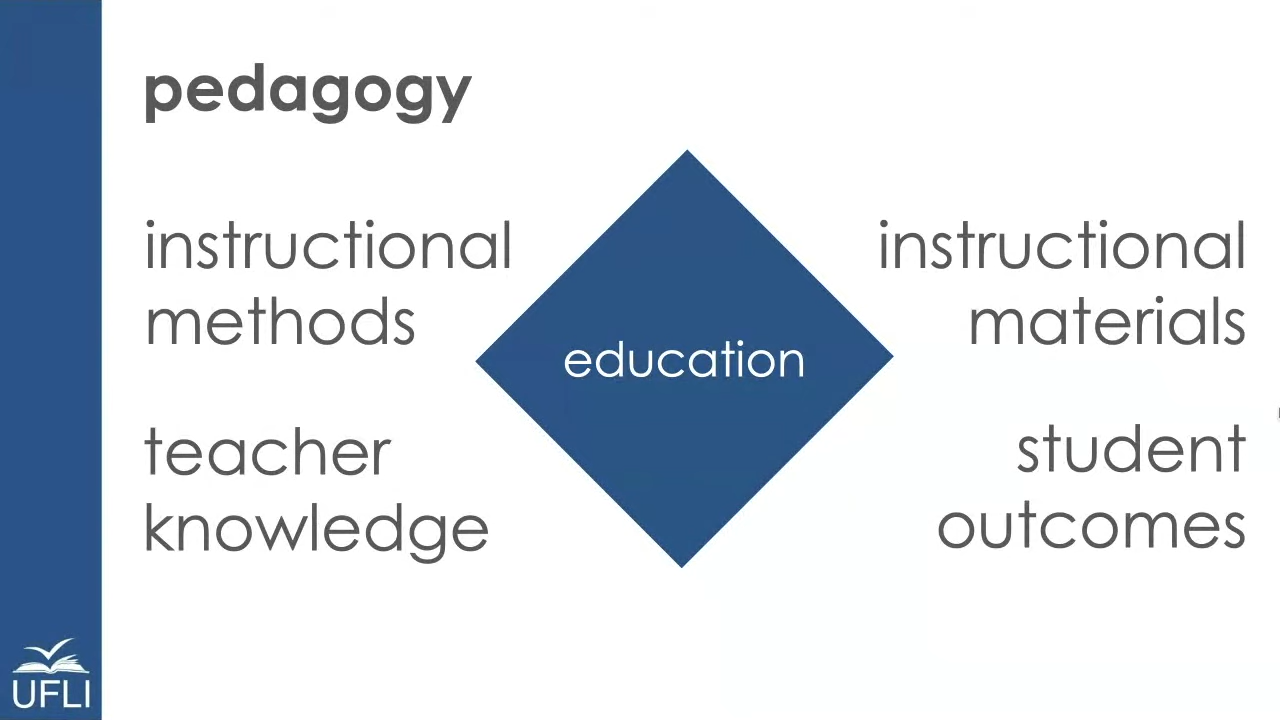 pedagogy
instructional
methods
teacher
knowledge
education
instructional
materials
student
outcomes
UFLI